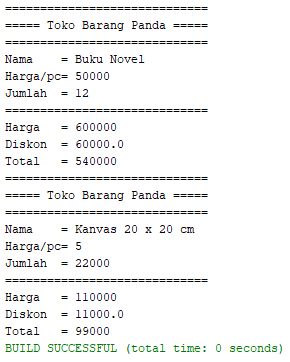 =============================
===== Toko Barang Panda =====
=============================
Nama    = Buku Novel
Harga/pc= 50000
Jumlah  = 12
=============================
Harga   = 600000
Diskon  = 60000.0
Total   = 540000
=============================
===== Toko Barang Panda =====
=============================
Nama    = Kanvas 20 x 20 cm
Harga/pc= 5
Jumlah  = 22000
=============================
Harga   = 110000
Diskon  = 11000.0
Total   = 99000
BUILD SUCCESSFUL (total time: 0 seconds)